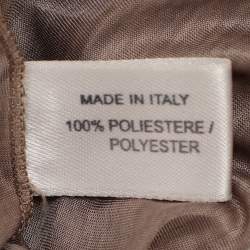 MADE IN ITALY
100% POLIESTERE /
POLYESTER